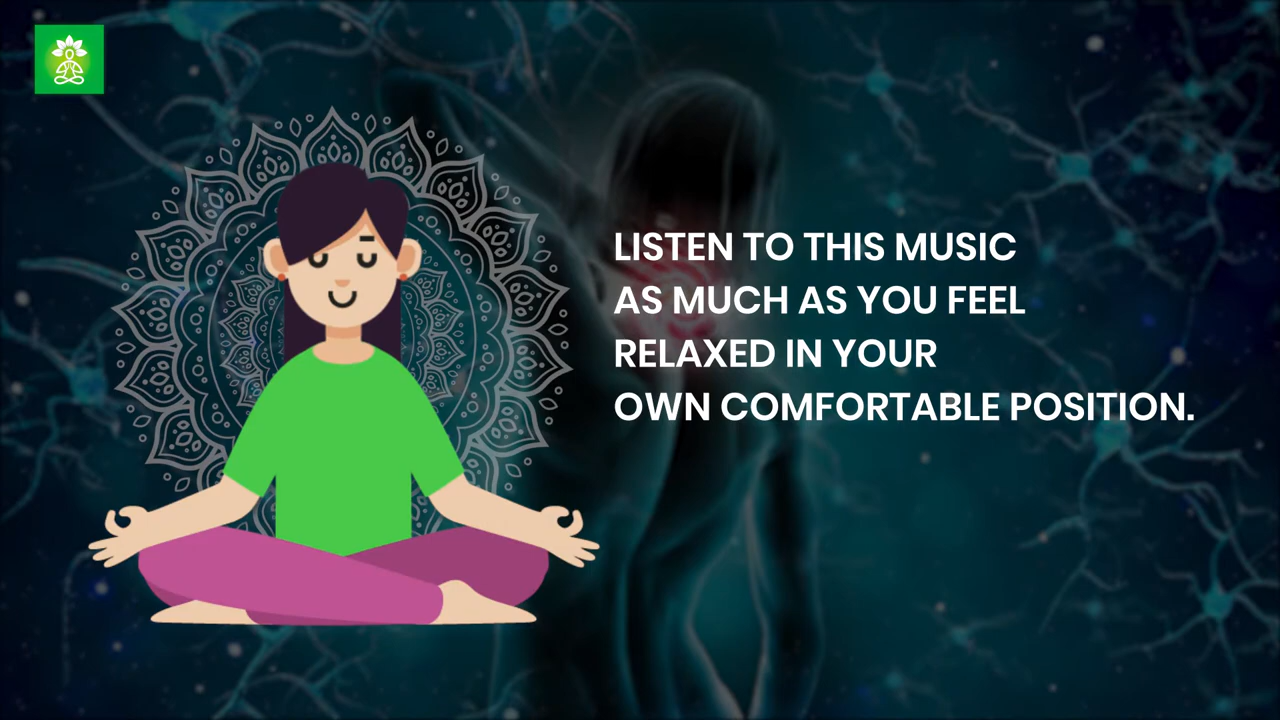 LISTEN TO THIS MUSIC
AS MUCH AS YOU FEEL
RELAXED IN YOUR
OWN COMFORTABLE POSITION.